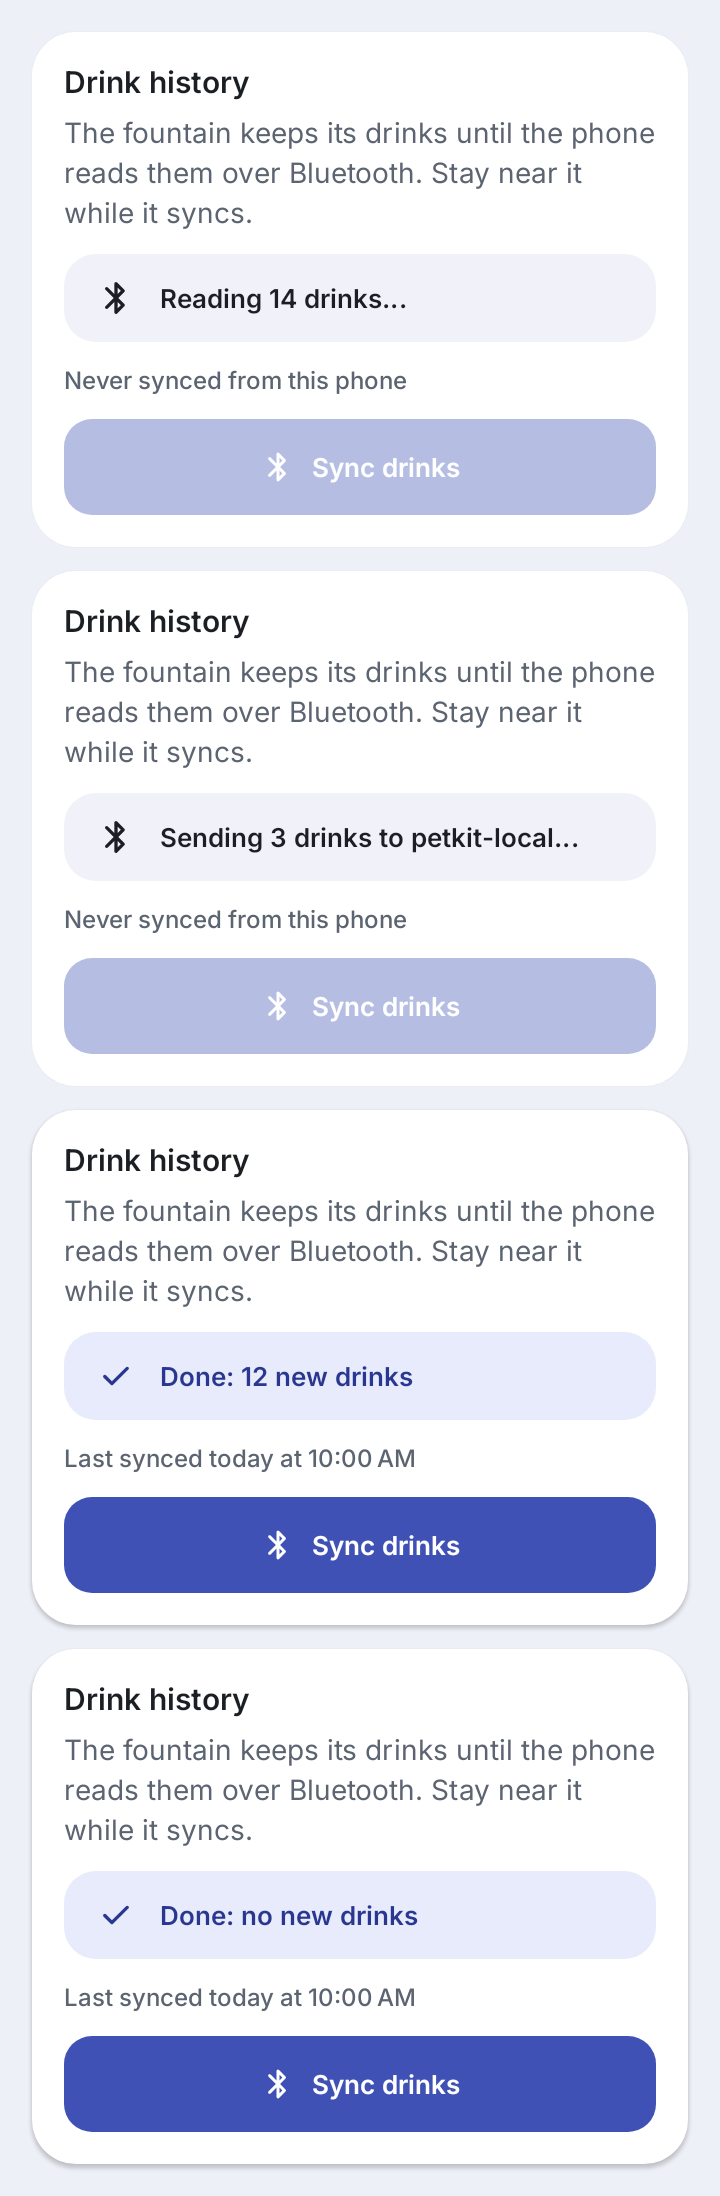 Drink history
The fountain keeps its drinks until the phone
reads them over Bluetooth. Stay near it
while it syncs.
Reading 14 drinks...
Never synced from this phone
Sync drinks
Drink history
The fountain keeps its drinks until the phone
reads them over Bluetooth. Stay near it
while it syncs.
Sending 3 drinks to petkit-local...
Never synced from this phone
Sync drinks
Drink history
The fountain keeps its drinks until the phone
reads them over Bluetooth. Stay near it
while it syncs.
Done: 12 new drinks
Last synced today at 10:00 AM
Sync drinks
Drink history
The fountain keeps its drinks until the phone
reads them over Bluetooth. Stay near it
while it syncs.
Done: no new drinks
Last synced today at 10:00 AM
Sync drinks